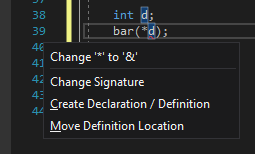 38 int d;
39 bar(*d);
40 Change '*' to '&'
41
42 Change Signature
43 Create Declaration / Definition
44 Move Definition Location